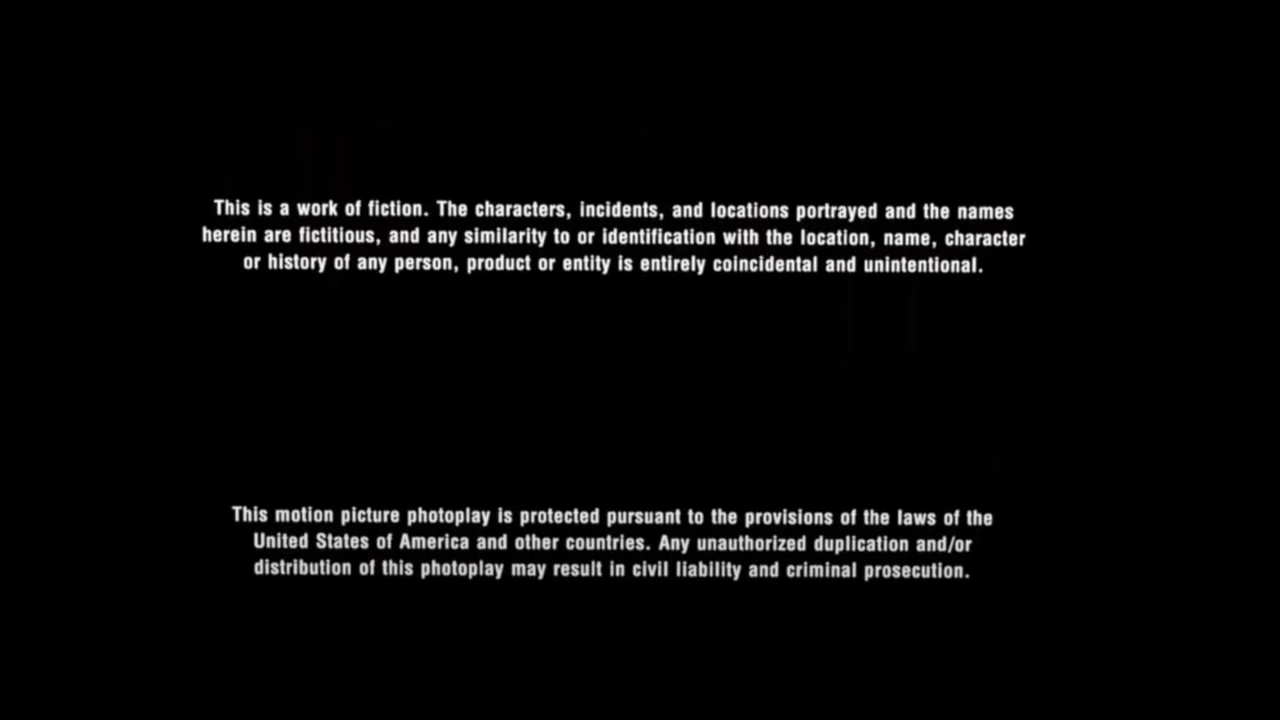 This is a work of fiction. The characters, incidents, and locations portrayed and the names
herein are fictitious, and any similarity to or identification with the location, name, character
or history of any person, product or entity is entirely coincidental and unintentional.
This motion picture photoplay is protected pursuant to the provisions of the laws of the
United States of America and other countries. Any unauthorized duplication and/or
distribution of this photoplay may result in civil liability and criminal prosecution.